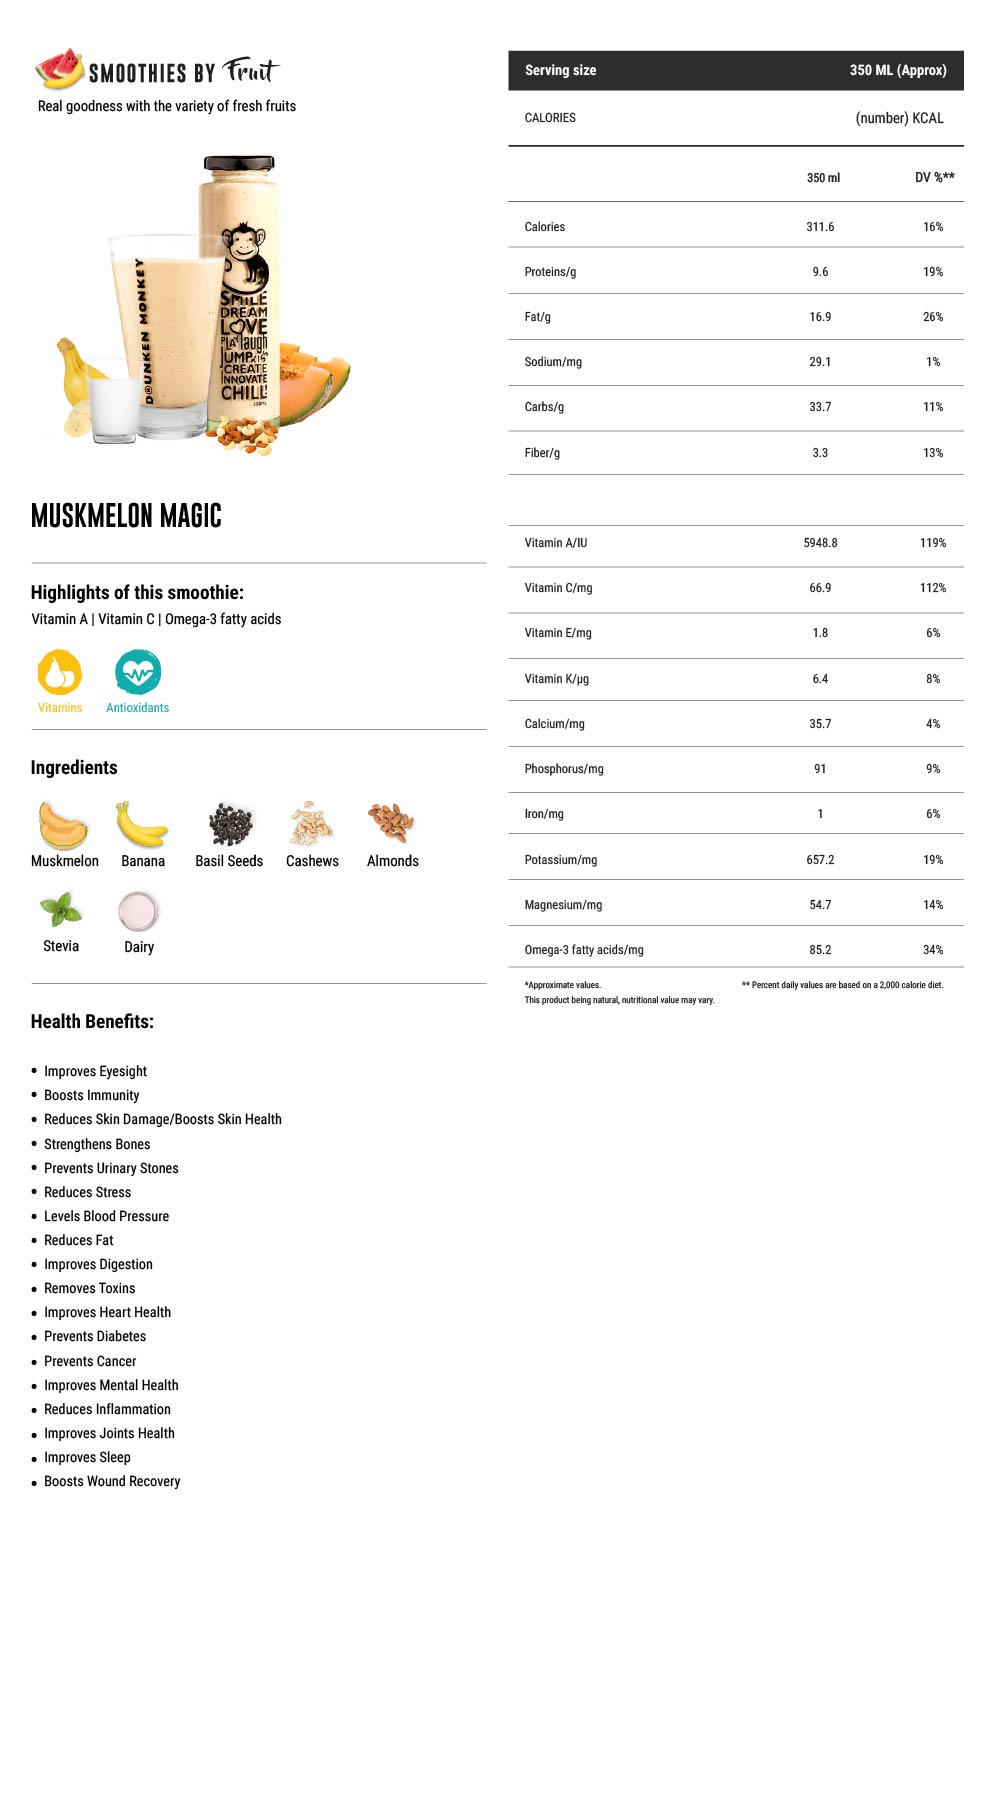 SMOOTHIES BY Fruit
Real goodness with the variety of fresh fruits
DRUNKEN MONKEY
SMILE
DREAM
LOVE
PLAY laugh
JUMP KISS
CREATE
INNOVATE
CHILL!
350ML
MUSKMELON MAGIC
Highlights of this smoothie:
Vitamin A | Vitamin C | Omega-3 fatty acids
Vitamins Antioxidants
Ingredients
Muskmelon Banana Basil Seeds Cashews Almonds
Stevia Dairy
Health Benefits:
• Improves Eyesight
• Boosts Immunity
• Reduces Skin Damage/Boosts Skin Health
• Strengthens Bones
• Prevents Urinary Stones
• Reduces Stress
• Levels Blood Pressure
• Reduces Fat
• Improves Digestion
• Removes Toxins
• Improves Heart Health
• Prevents Diabetes
• Prevents Cancer
• Improves Mental Health
• Reduces Inflammation
• Improves Joints Health
• Improves Sleep
• Boosts Wound Recovery
Serving size 350 ML (Approx)
CALORIES (number) KCAL
350 ml DV %**
Calories 311.6 16%
Proteins/g 9.6 19%
Fat/g 16.9 26%
Sodium/mg 29.1 1%
Carbs/g 33.7 11%
Fiber/g 3.3 13%
Vitamin A/IU 5948.8 119%
Vitamin C/mg 66.9 112%
Vitamin E/mg 1.8 6%
Vitamin K/µg 6.4 8%
Calcium/mg 35.7 4%
Phosphorus/mg 91 9%
Iron/mg 1 6%
Potassium/mg 657.2 19%
Magnesium/mg 54.7 14%
Omega-3 fatty acids/mg 85.2 34%
*Approximate values. ** Percent daily values are based on a 2,000 calorie diet.
This product being natural, nutritional value may vary.